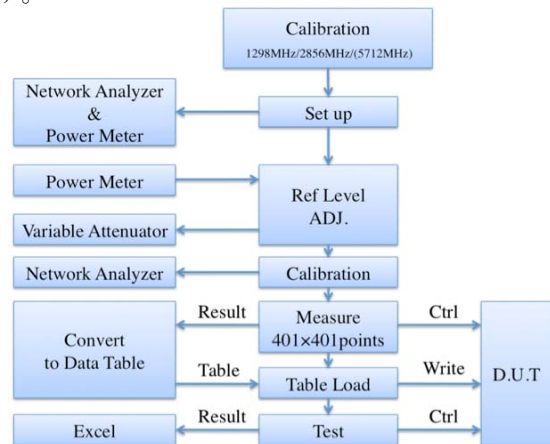 Calibration
1298MHz/2856MHz/(5712MHz)
Network Analyzer
&
Power Meter
Set up
Power Meter
Ref Level
ADJ.
Variable Attenuator
Network Analyzer
Calibration
Result
Measure
401×401points
Ctrl
Convert
to Data Table
D.U.T
Table
Table Load
Write
Result
Ctrl
Excel
Test